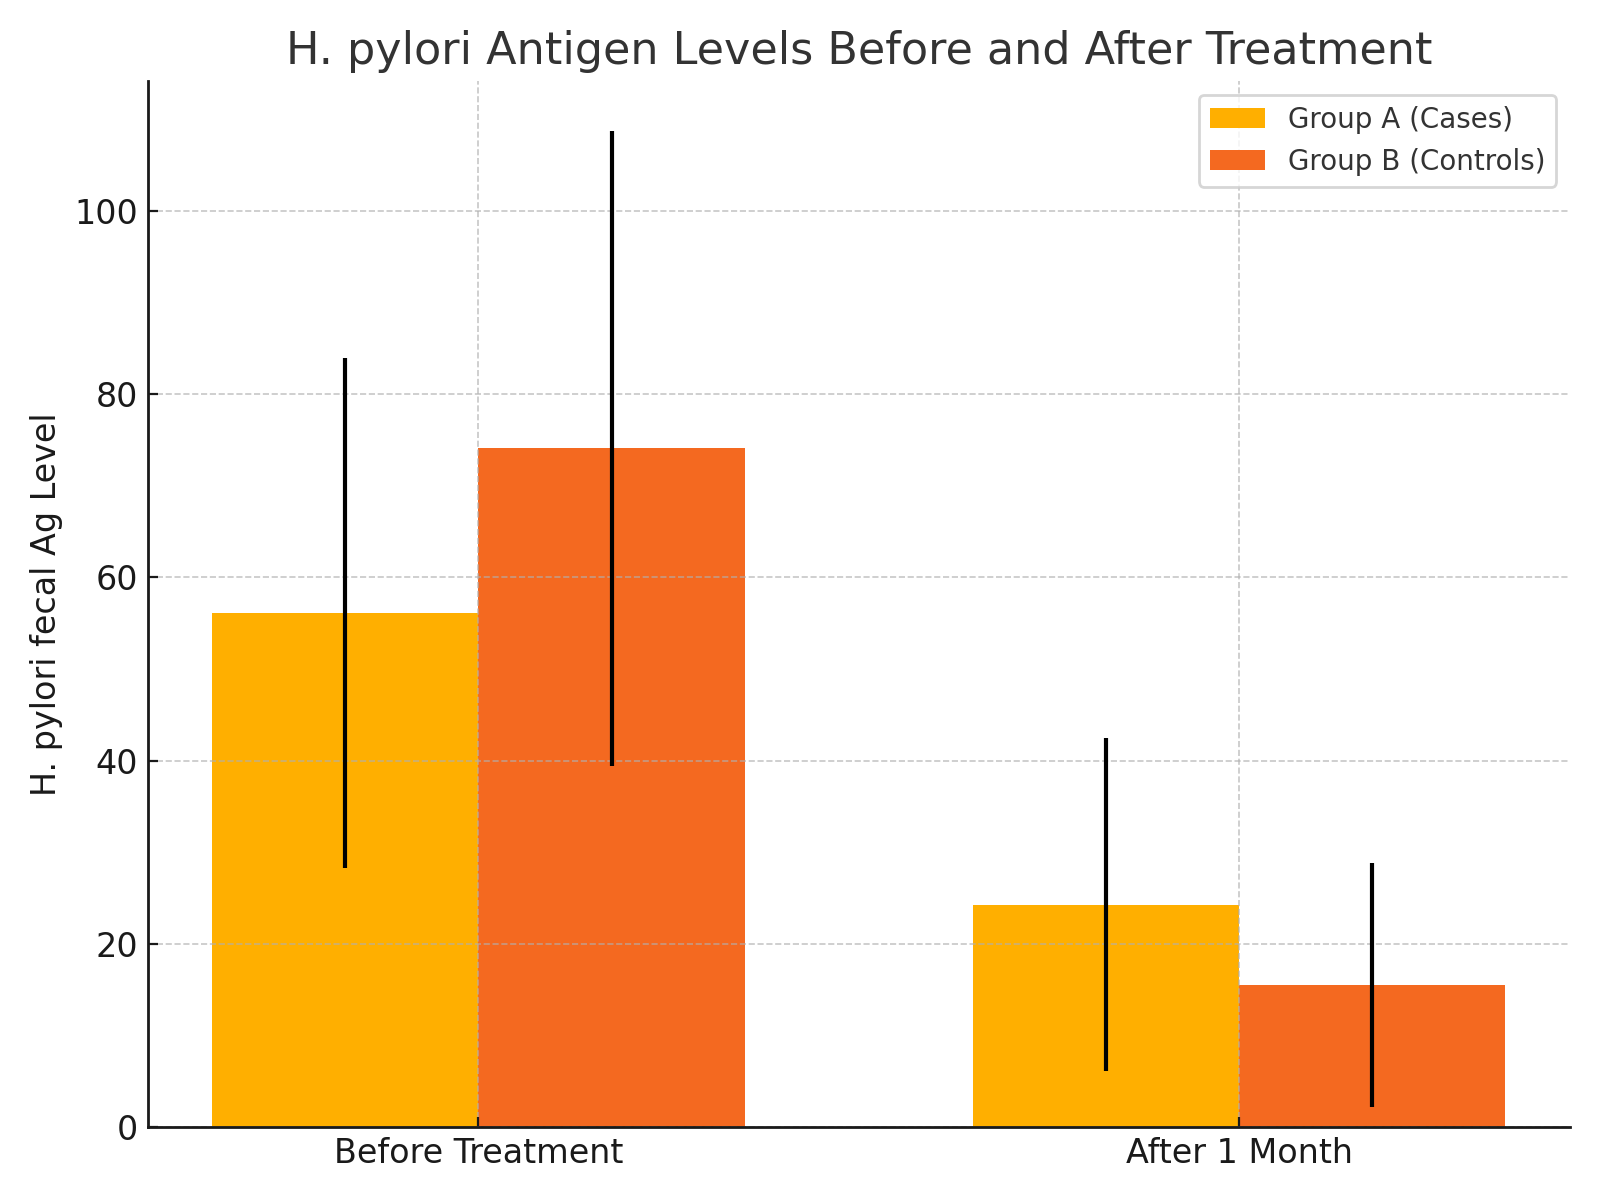 H. pylori Antigen Levels Before and After Treatment
Group A (Cases)
Group B (Controls)
H. pylori fecal Ag Level
100
80
60
40
20
0
Before Treatment
After 1 Month